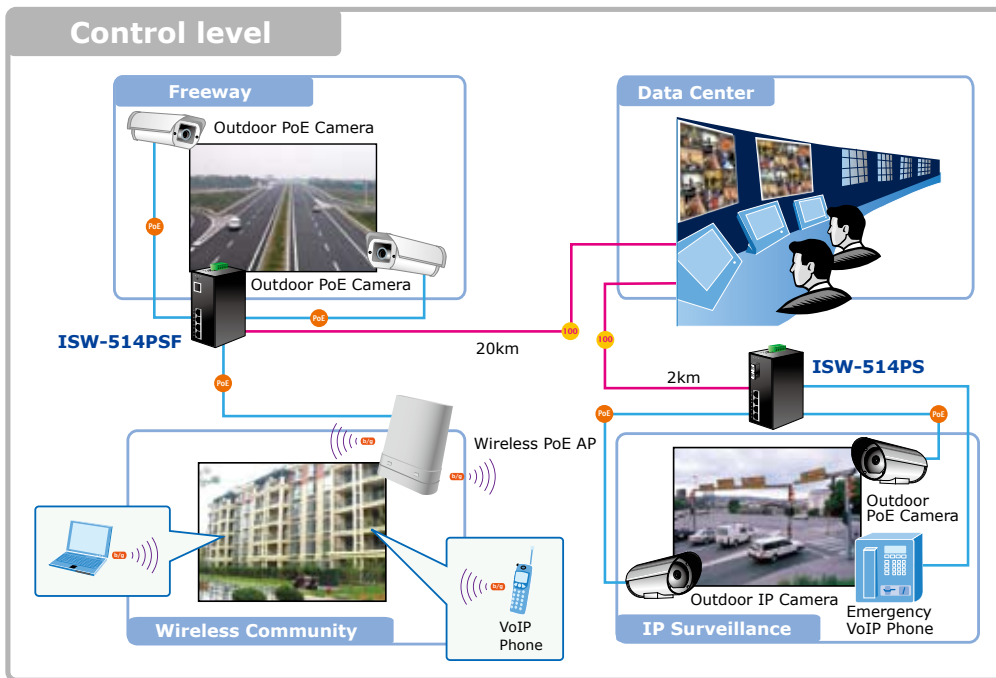 Control level
Freeway
Outdoor PoE Camera
PoE
Outdoor PoE Camera
PoE
ISW-514PSF
PoE
20km
100
Data Center
100
2km
ISW-514PS
PoE
PoE
Wireless PoE AP
b/g
b/g
b/g
b/g
VoIP
Phone
Wireless Community
Outdoor
PoE Camera
Outdoor IP Camera
Emergency
VoIP Phone
IP Surveillance